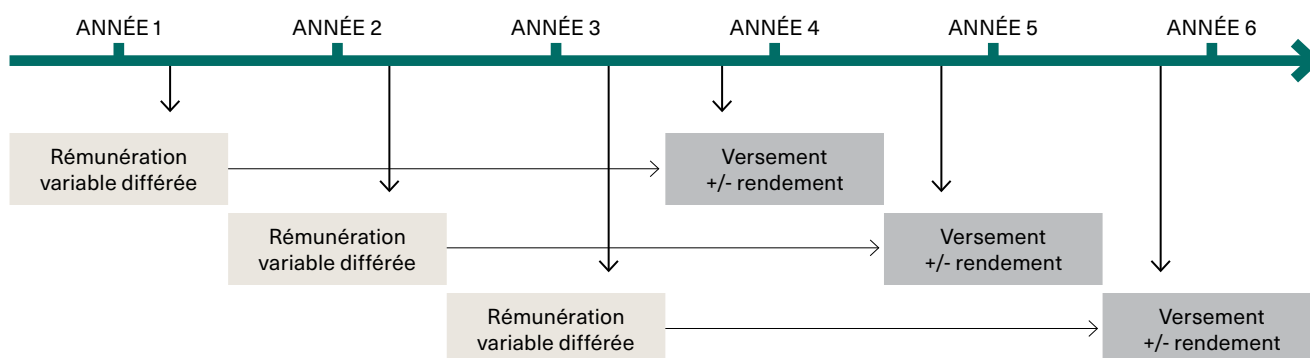 ANNÉE 1
ANNÉE 2
ANNÉE 3
ANNÉE 4
ANNÉE 5
ANNÉE 6
Rémunération
variable différée
Versement
+/- rendement
Rémunération
variable différée
Versement
+/- rendement
Rémunération
variable différée
Versement
+/- rendement